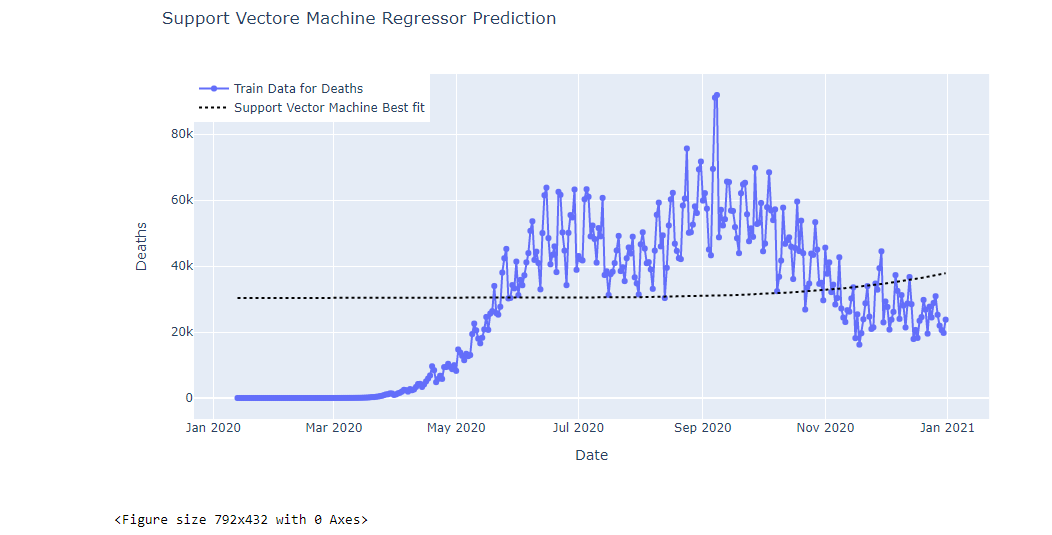 Support Vectore Machine Regressor Prediction
Train Data for Deaths
Support Vector Machine Best fit
80k
60k
40k
20k
0
Deaths
Jan 2020 Mar 2020 May 2020 Jul 2020 Sep 2020 Nov 2020 Jan 2021
Date
<Figure size 792x432 with 0 Axes>